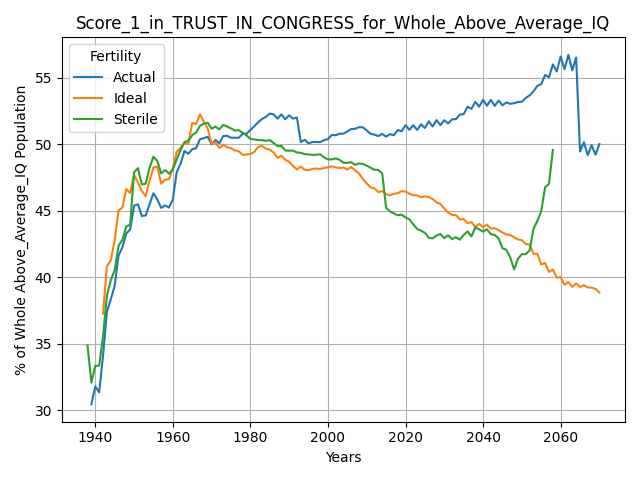 Score_1_in_TRUST_IN_CONGRESS_for_Whole_Above_Average_IQ
Fertility
Actual
Ideal
Sterile
% of Whole Above_Average_IQ Population
55
50
45
40
35
30
1940
1960
1980
2000
2020
2040
2060
Years